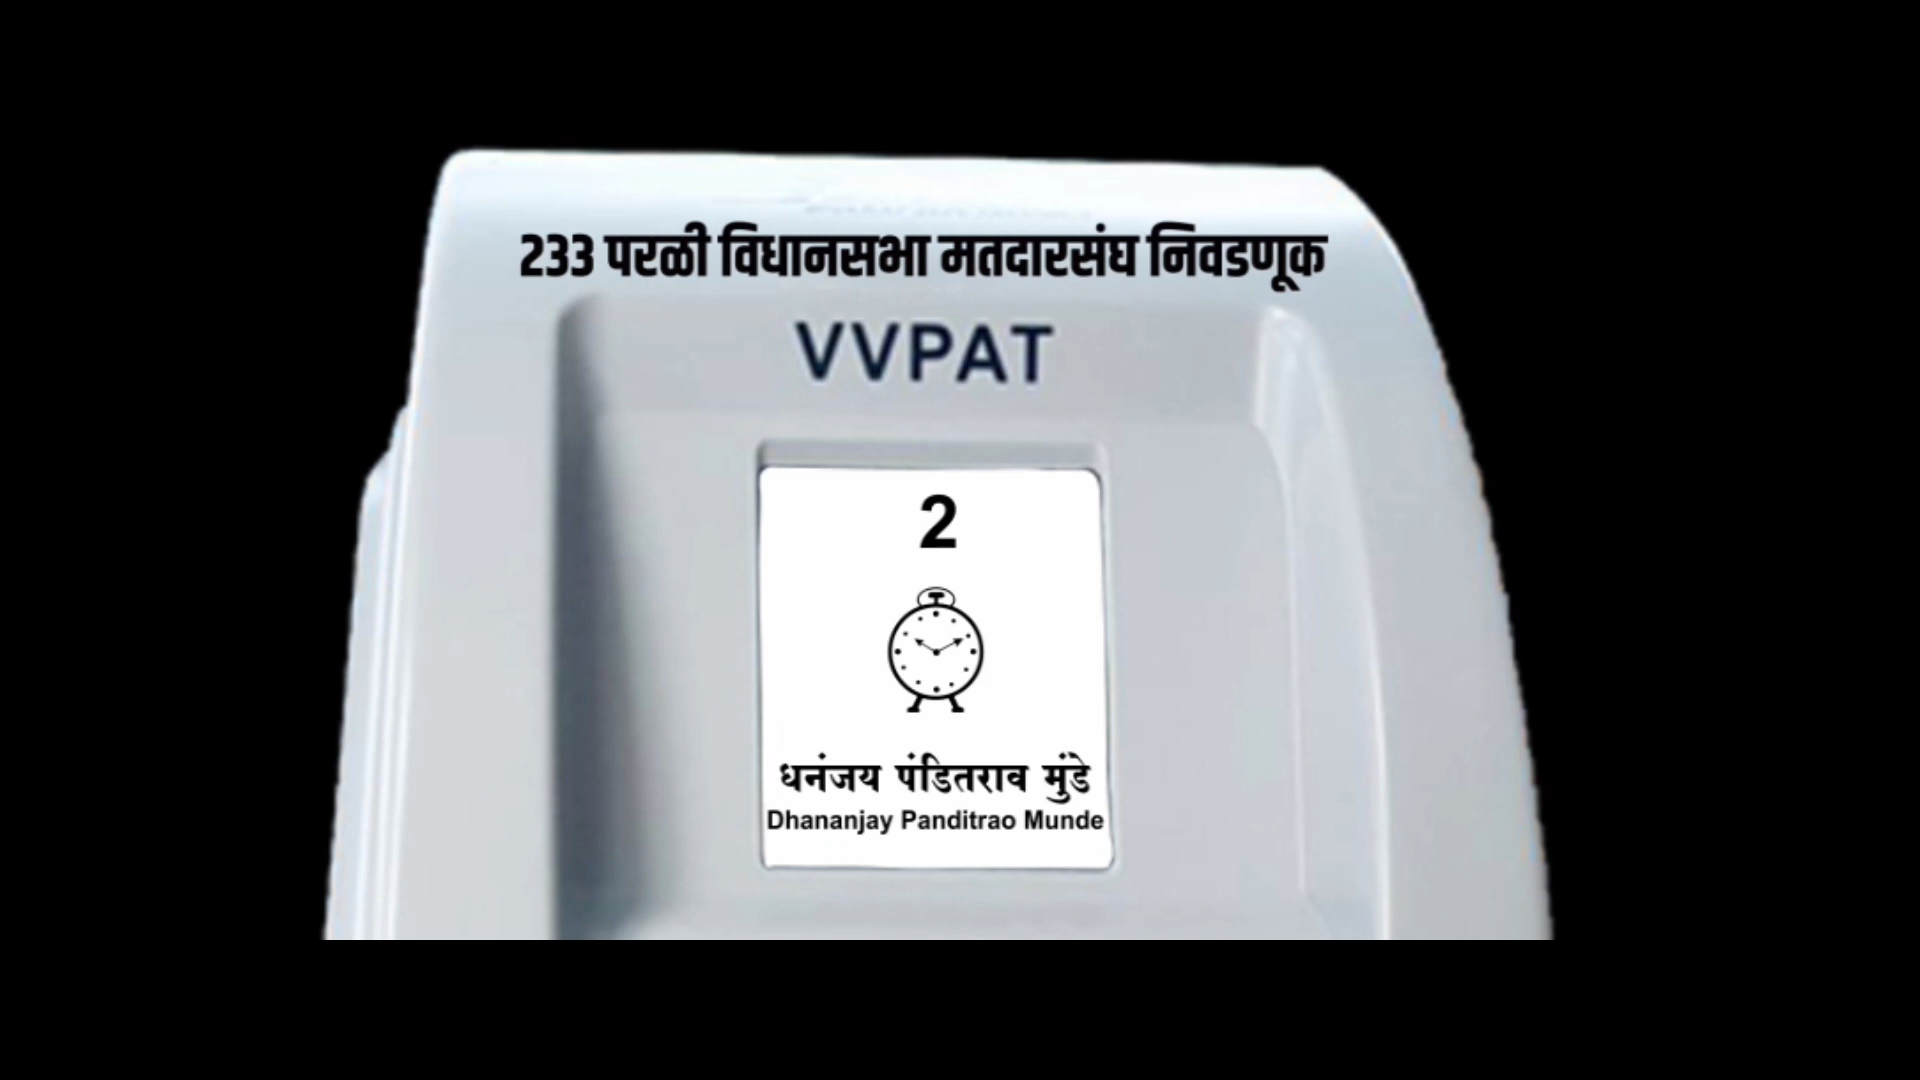 233 परळी विधानसभा मतदारसंघ निवडणूक
VVPAT
2
धनंजय पंडितराव मुंडे
Dhananjay Panditrao Munde